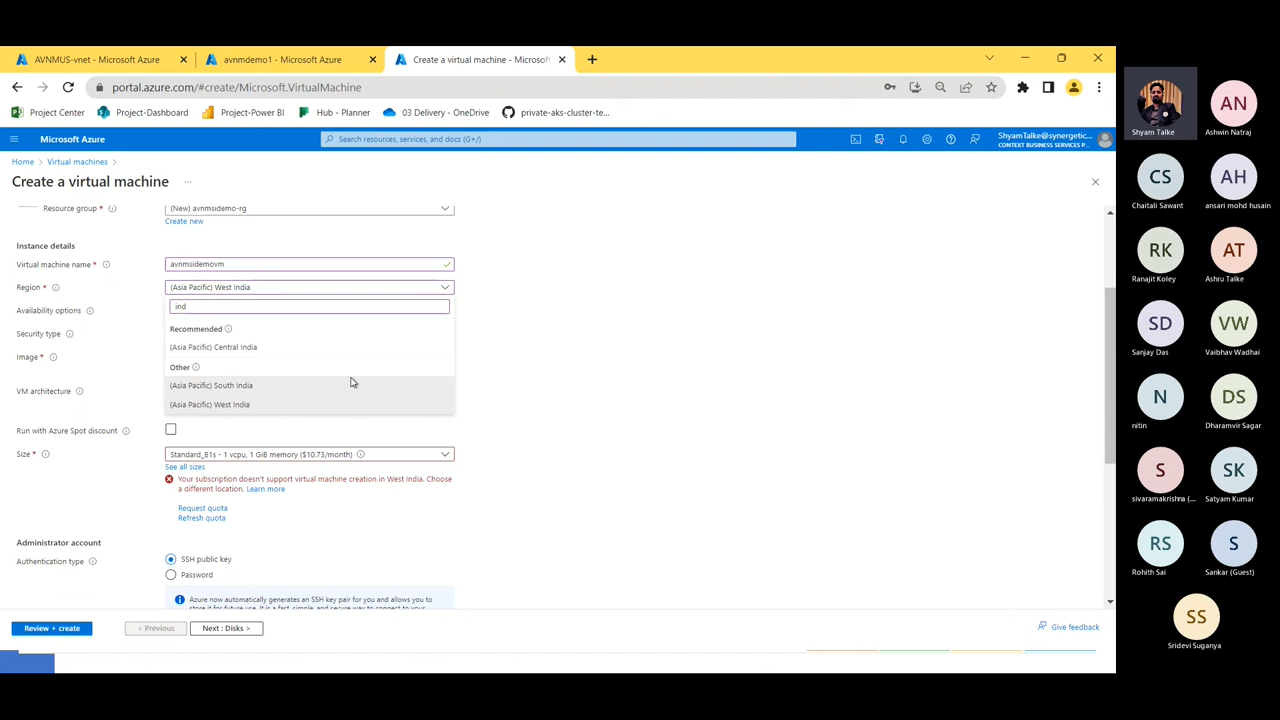 AVNMUS-vnet - Microsoft Azure
avnmdemo1 - Microsoft Azure
Create a virtual machine - Microsof
portal.azure.com/#create/Microsoft.VirtualMachine
Project Center
Project-Dashboard
Project-Power BI
Hub - Planner
03 Delivery - OneDrive
private-aks-cluster-te...
Microsoft Azure
Search resources, services, and docs (G+/)
ShyamTalke@synergetic...
CONTEXT BUSINESS SERVICES P...
Home > Virtual machines >
Create a virtual machine ...
Resource group *
(New) avnmsidemo-rg
Create new
Instance details
Virtual machine name *
avnmsidemovm
Region *
(Asia Pacific) West India
ind
Availability options
Recommended
Security type
(Asia Pacific) Central India
Image *
Other
(Asia Pacific) South India
VM architecture
(Asia Pacific) West India
Run with Azure Spot discount
Size *
Standard_B1s - 1 vcpu, 1 GiB memory ($10.73/month)
See all sizes
Your subscription doesn't support virtual machine creation in West India. Choose
a different location. Learn more
Request quota
Refresh quota
Administrator account
Authentication type
SSH public key
Password
Azure now automatically generates an SSH key pair for you and allows you to
store it for future use. It is a fast, simple, and secure way to connect to your
Review + create
< Previous
Next : Disks >
Give feedback
Shyam Talke
AN
Ashwin Natraj
CS
Chaitali Sawant
AH
ansari mohd husain
RK
Ranajit Koley
AT
Ashru Talke
SD
Sanjay Das
VW
Vaibhav Wadhai
N
nitin
DS
Dharamvir Sagar
S
sivaramakrishna (...
SK
Satyam Kumar
RS
Rohith Sai
S
Sankar (Guest)
SS
Sridevi Suganya